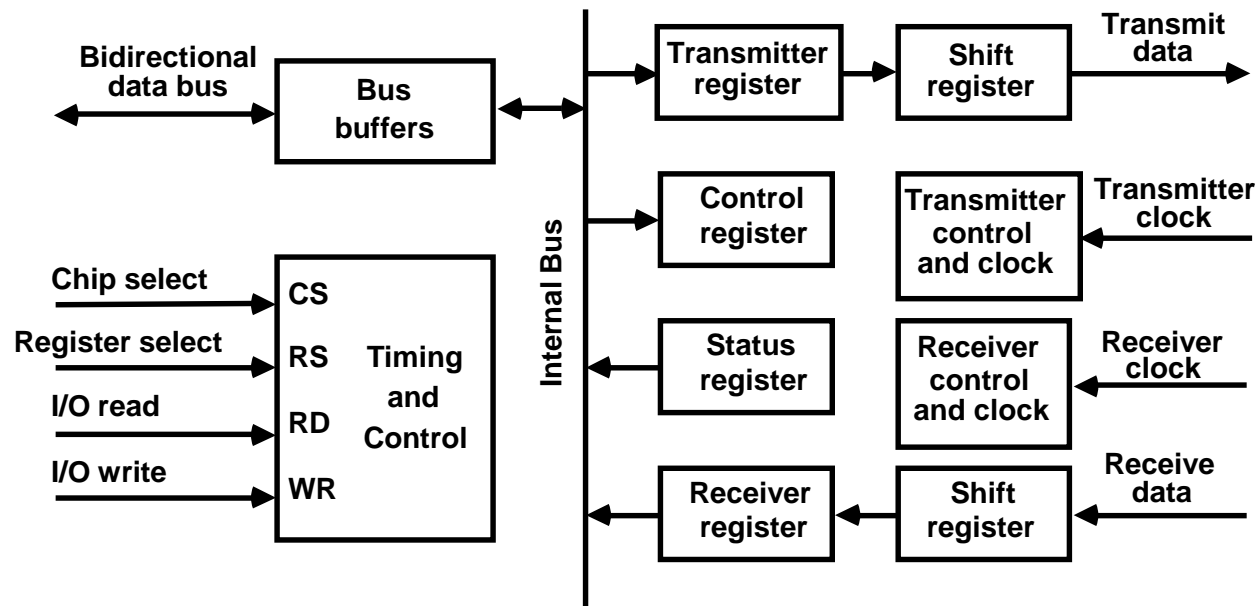 Bidirectional
data bus
Bus
buffers
Internal Bus
Transmitter
register
Shift
register
Transmit
data
Control
register
Transmitter
control
and clock
Transmitter
clock
Chip select
Register select
I/O read
I/O write
CS
RS
RD
WR
Timing
and
Control
Status
register
Receiver
control
and clock
Receiver
clock
Receiver
register
Shift
register
Receive
data